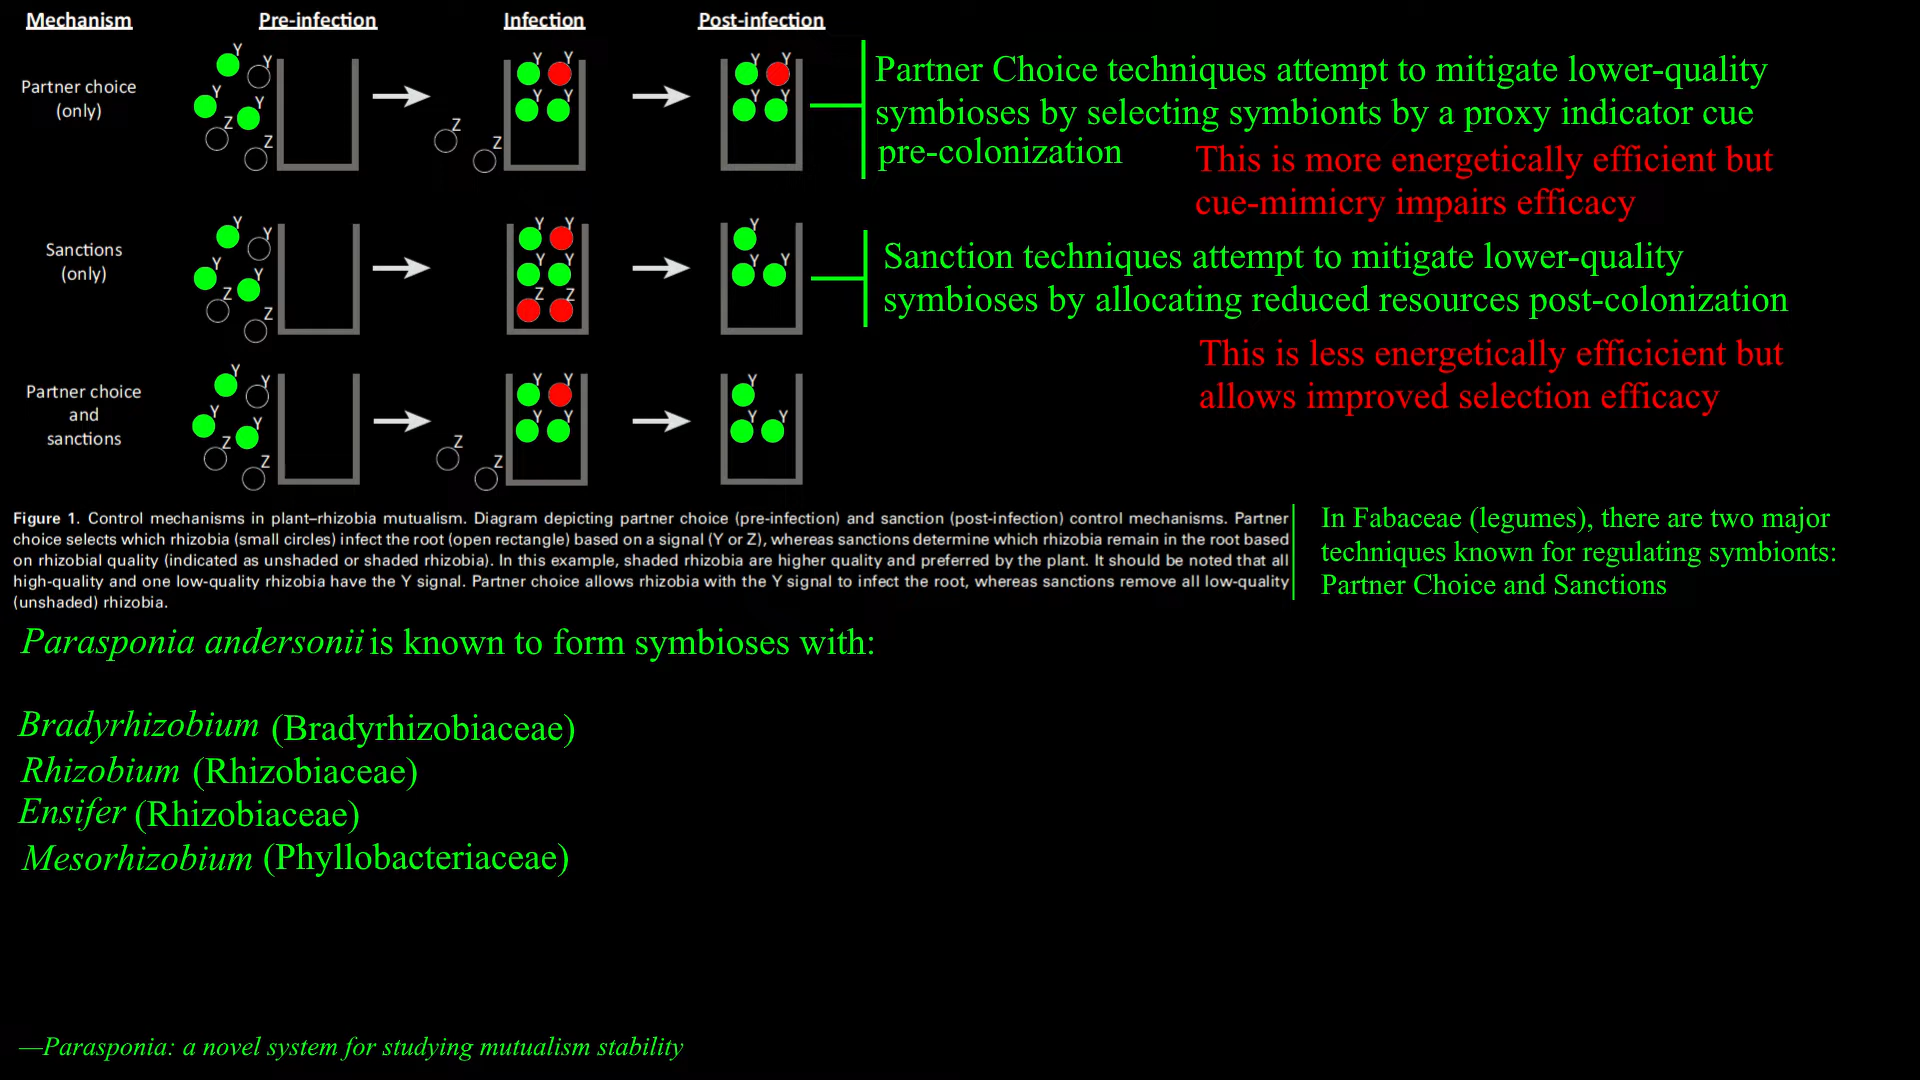 Mechanism Pre-infection Infection Post-infection
Y Y Y Y Z Z
Partner choice
(only)
Z Z
Y Y Y Y
Y Y Y Y
Partner Choice techniques attempt to mitigate lower-quality
symbioses by selecting symbionts by a proxy indicator cue
pre-colonization
This is more energetically efficient but
cue-mimicry impairs efficacy
Y Y Y Y Z Z
Sanctions
(only)
Y Y Y Y Z Z
Y Y Y
Sanction techniques attempt to mitigate lower-quality
symbioses by allocating reduced resources post-colonization
This is less energetically efficicient but
allows improved selection efficacy
Y Y Y Y Z Z
Partner choice
and
sanctions
Z Z
Y Y Y Y
Y Y Y
Figure 1. Control mechanisms in plant–rhizobia mutualism. Diagram depicting partner choice (pre-infection) and sanction (post-infection) control mechanisms. Partner
choice selects which rhizobia (small circles) infect the root (open rectangle) based on a signal (Y or Z), whereas sanctions determine which rhizobia remain in the root based
on rhizobial quality (indicated as unshaded or shaded rhizobia). In this example, shaded rhizobia are higher quality and preferred by the plant. It should be noted that all
high-quality and one low-quality rhizobia have the Y signal. Partner choice allows rhizobia with the Y signal to infect the root, whereas sanctions remove all low-quality
(unshaded) rhizobia.
In Fabaceae (legumes), there are two major
techniques known for regulating symbionts:
Partner Choice and Sanctions
Parasponia andersonii is known to form symbioses with:
Bradyrhizobium (Bradyrhizobiaceae)
Rhizobium (Rhizobiaceae)
Ensifer (Rhizobiaceae)
Mesorhizobium (Phyllobacteriaceae)
—Parasponia: a novel system for studying mutualism stability